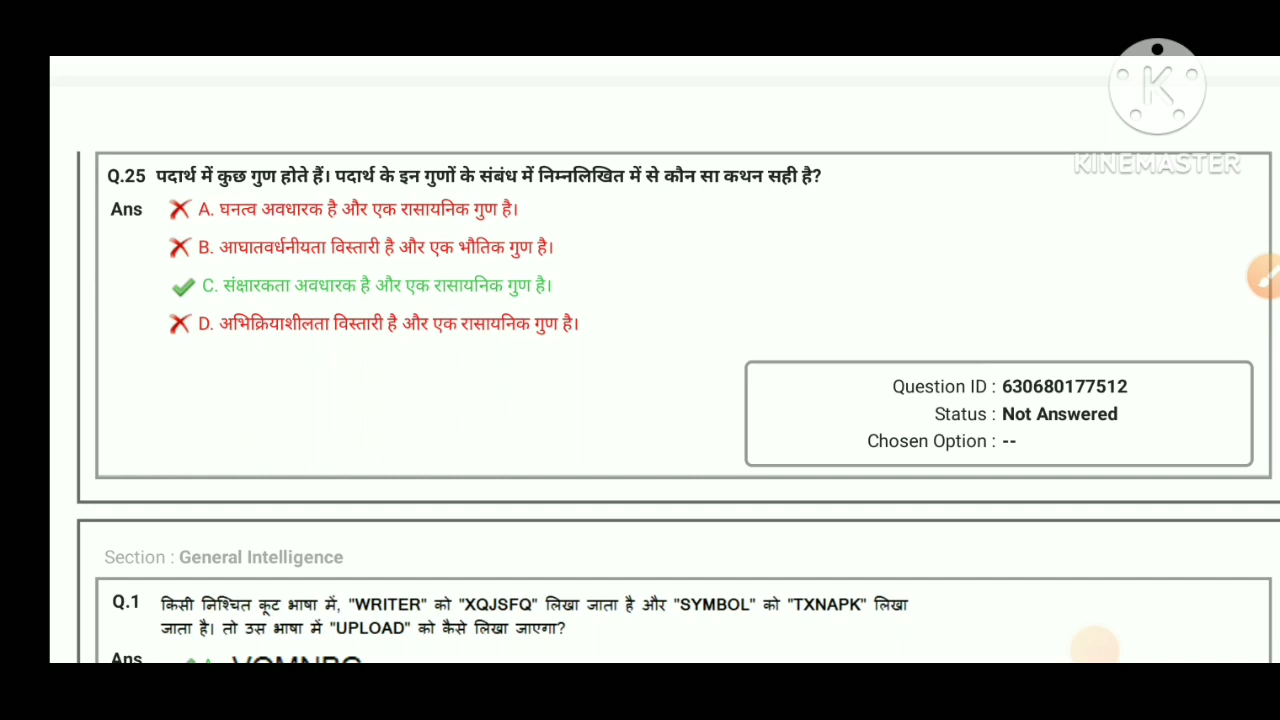 K
KINEMASTER
Q.25 पदार्थ में कुछ गुण होते हैं। पदार्थ के इन गुणों के संबंध में निम्नलिखित में से कौन सा कथन सही है?
Ans A. घनत्व अवधारक है और एक रासायनिक गुण है।
B. आघातवर्धनीयता विस्तारी है और एक भौतिक गुण है।
C. संक्षारकता अवधारक है और एक रासायनिक गुण है।
D. अभिक्रियाशीलता विस्तारी है और एक रासायनिक गुण है।
Question ID : 630680177512
Status : Not Answered
Chosen Option : --
Section : General Intelligence
Q.1 किसी निश्चित कूट भाषा में, "WRITER" को "XQJSFQ" लिखा जाता है और "SYMBOL" को "TXNAPK" लिखा
जाता है। तो उस भाषा में "UPLOAD" को कैसे लिखा जाएगा?
Ans